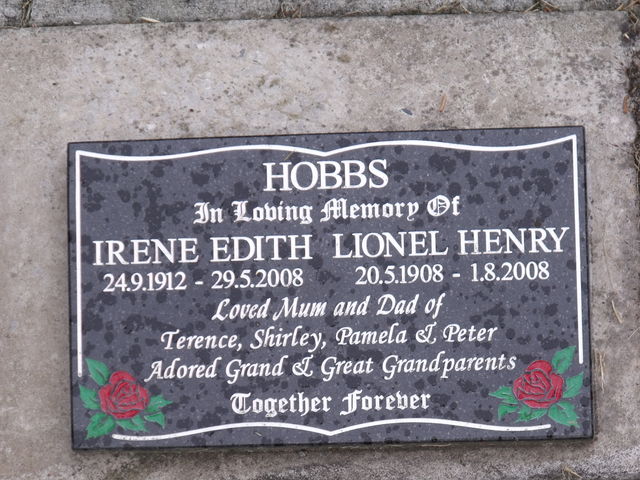 HOBBS
In Loving Memory Of
IRENE EDITH LIONEL HENRY
24.9.1912 - 29.5.2008 20.5.1908 - 1.8.2008
Loved Mum and Dad of
Terence, Shirley, Pamela & Peter
Adored Grand & Great Grandparents
Together Forever